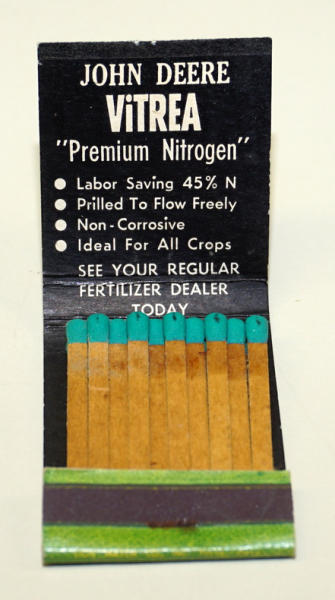 JOHN DEERE
ViTREA
"Premium Nitrogen"
● Labor Saving 45% N
● Prilled To Flow Freely
● Non-Corrosive
● Ideal For All Crops
SEE YOUR REGULAR
FERTILIZER DEALER
TODAY